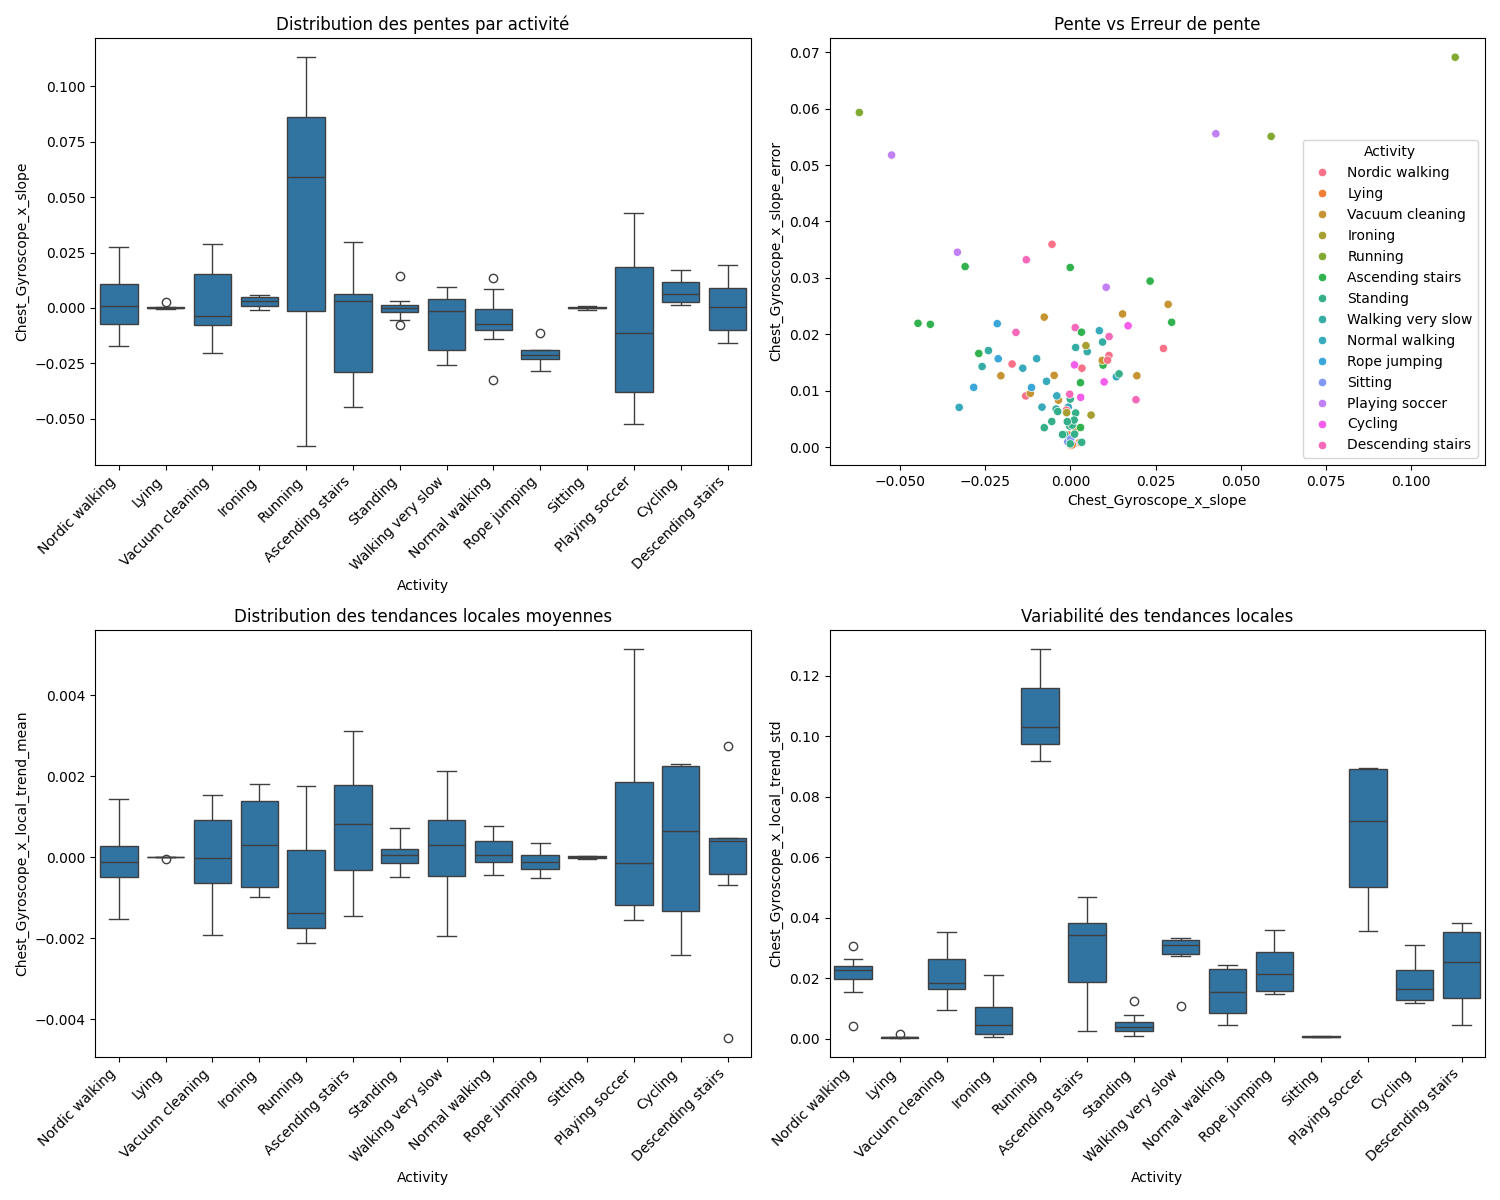 Distribution des pentes par activité
Chest_Gyroscope_x_slope
0.100
0.075
0.050
0.025
0.000
−0.025
−0.050
Nordic walking
Lying
Vacuum cleaning
Ironing
Running
Ascending stairs
Standing
Walking very slow
Normal walking
Rope jumping
Sitting
Playing soccer
Cycling
Descending stairs
Activity
Pente vs Erreur de pente
Chest_Gyroscope_x_slope_error
0.07
0.06
0.05
0.04
0.03
0.02
0.01
0.00
−0.050
−0.025
0.000
0.025
0.050
0.075
0.100
Chest_Gyroscope_x_slope
Activity
Nordic walking
Lying
Vacuum cleaning
Ironing
Running
Ascending stairs
Standing
Walking very slow
Normal walking
Rope jumping
Sitting
Playing soccer
Cycling
Descending stairs
Distribution des tendances locales moyennes
Chest_Gyroscope_x_local_trend_mean
0.004
0.002
0.000
−0.002
−0.004
Nordic walking
Lying
Vacuum cleaning
Ironing
Running
Ascending stairs
Standing
Walking very slow
Normal walking
Rope jumping
Sitting
Playing soccer
Cycling
Descending stairs
Activity
Variabilité des tendances locales
Chest_Gyroscope_x_local_trend_std
0.12
0.10
0.08
0.06
0.04
0.02
0.00
Nordic walking
Lying
Vacuum cleaning
Ironing
Running
Ascending stairs
Standing
Walking very slow
Normal walking
Rope jumping
Sitting
Playing soccer
Cycling
Descending stairs
Activity